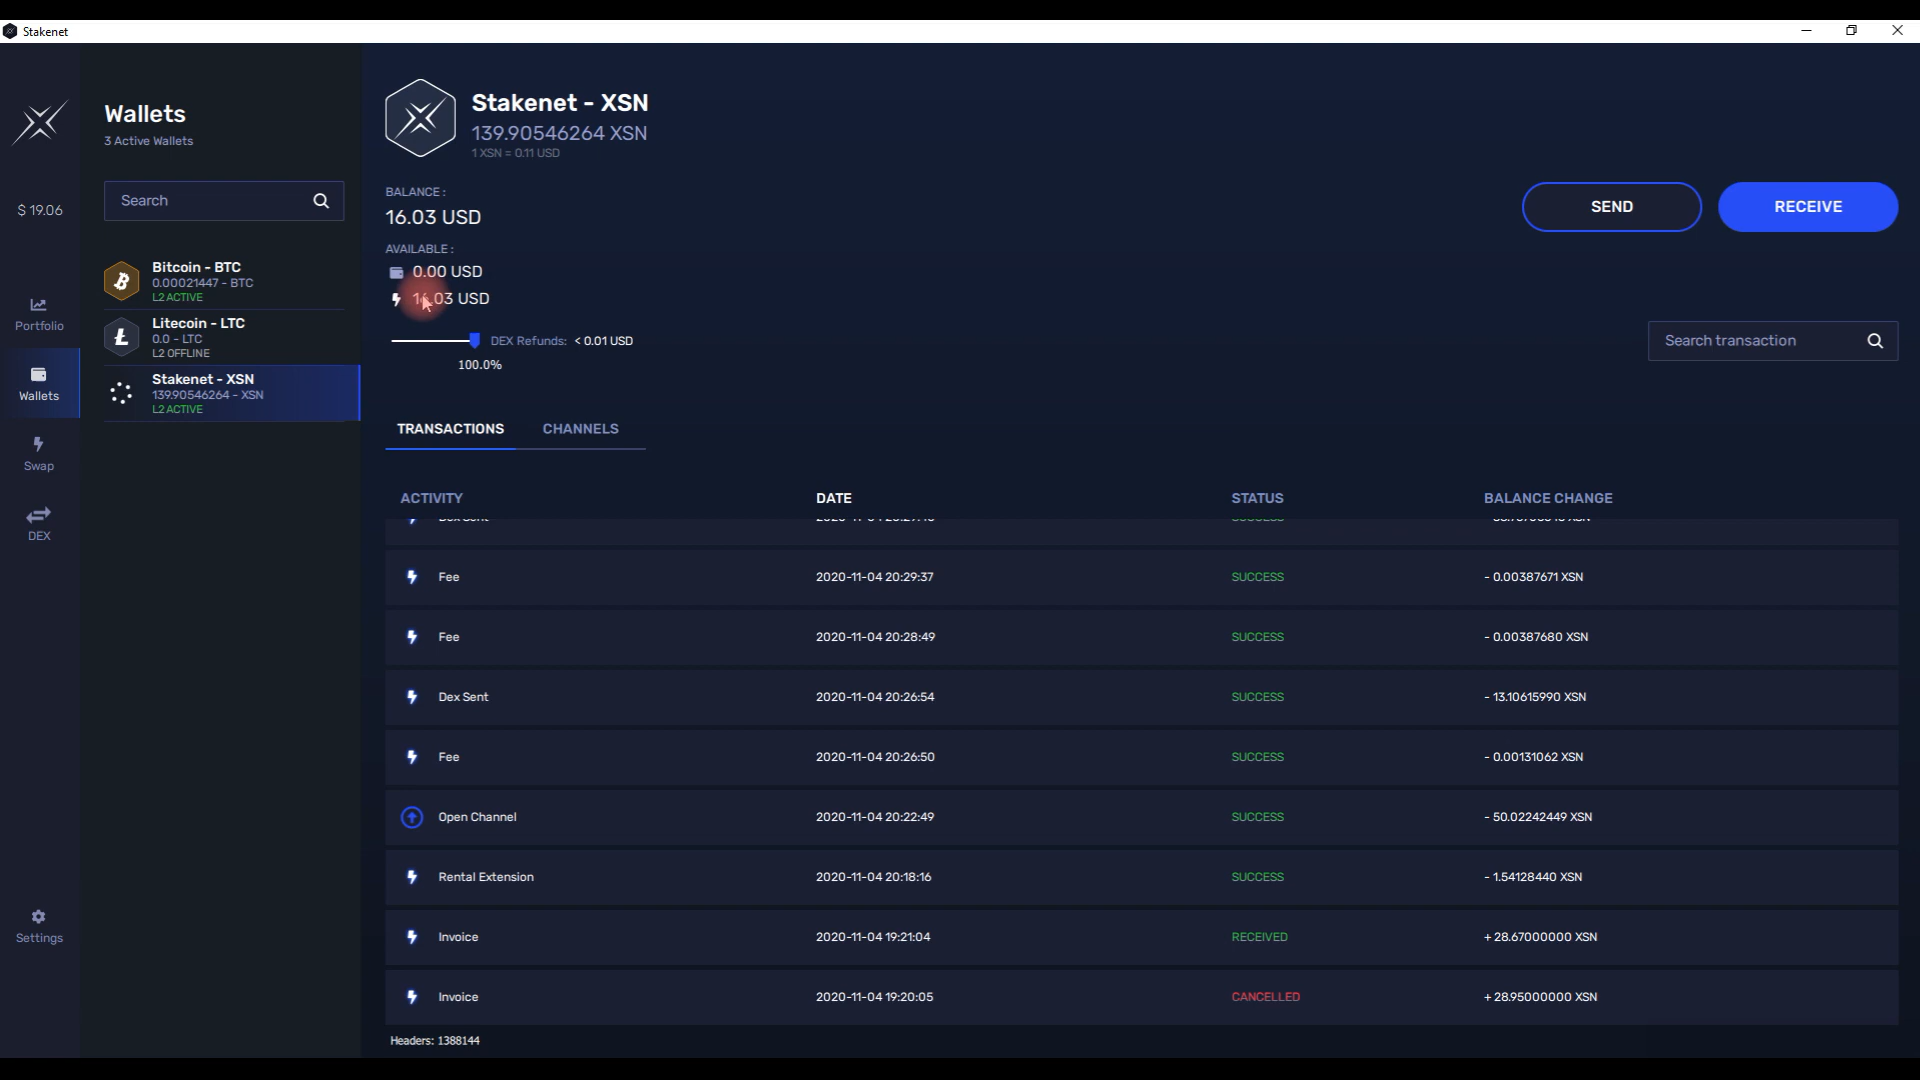 Stakenet
$ 19.06
Portfolio
Wallets
Swap
DEX
Settings
Wallets
3 Active Wallets
Search
Bitcoin - BTC
0.00021447 - BTC
L2 ACTIVE
Litecoin - LTC
0.0 - LTC
L2 OFFLINE
Stakenet - XSN
139.90546264 - XSN
L2 ACTIVE
Stakenet - XSN
139.90546264 XSN
1 XSN = 0.11 USD
BALANCE :
16.03 USD
AVAILABLE :
0.00 USD
16.03 USD
DEX Refunds: < 0.01 USD
100.0%
SEND
RECEIVE
Search transaction
TRANSACTIONS CHANNELS
ACTIVITY DATE STATUS BALANCE CHANGE
Fee 2020-11-04 20:29:37 SUCCESS - 0.00387671 XSN
Fee 2020-11-04 20:28:49 SUCCESS - 0.00387680 XSN
Dex Sent 2020-11-04 20:26:54 SUCCESS - 13.10615990 XSN
Fee 2020-11-04 20:26:50 SUCCESS - 0.00131062 XSN
Open Channel 2020-11-04 20:22:49 SUCCESS - 50.02242449 XSN
Rental Extension 2020-11-04 20:18:16 SUCCESS - 1.54128440 XSN
Invoice 2020-11-04 19:21:04 RECEIVED + 28.67000000 XSN
Invoice 2020-11-04 19:20:05 CANCELLED + 28.95000000 XSN
Headers: 1388144